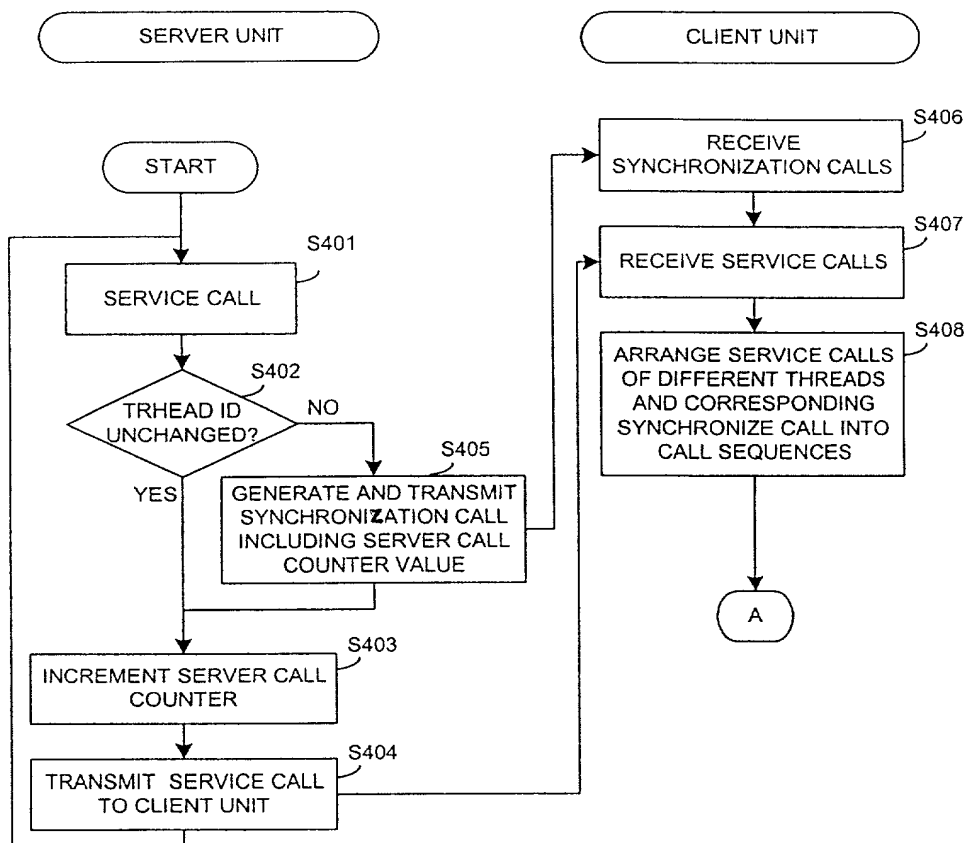 SERVER UNIT
CLIENT UNIT
START
S401
SERVICE CALL
S402
TRHEAD ID
UNCHANGED?
NO
YES
S405
GENERATE AND TRANSMIT
SYNCHRONIZATION CALL
INCLUDING SERVER CALL
COUNTER VALUE
S403
INCREMENT SERVER CALL
COUNTER
S404
TRANSMIT SERVICE CALL
TO CLIENT UNIT
S406
RECEIVE
SYNCHRONIZATION CALLS
S407
RECEIVE SERVICE CALLS
S408
ARRANGE SERVICE CALLS
OF DIFFERENT THREADS
AND CORRESPONDING
SYNCHRONIZE CALL INTO
CALL SEQUENCES
A